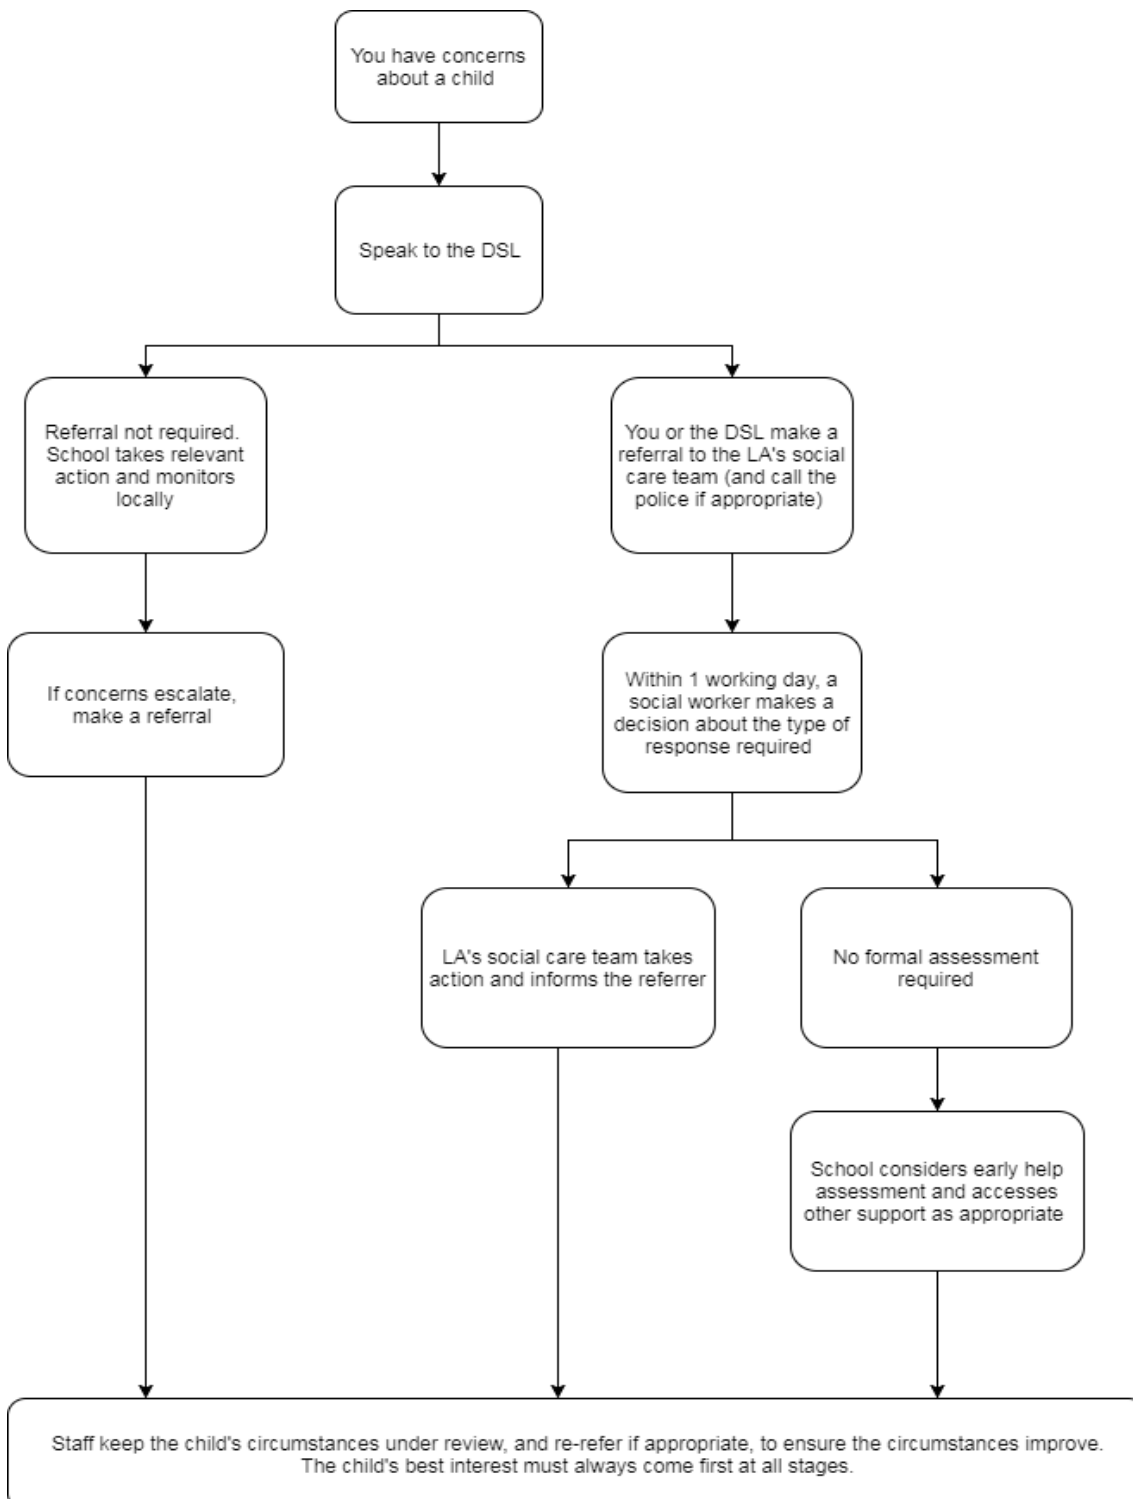 You have concerns
about a child
Speak to the DSL
Referral not required.
School takes relevant
action and monitors
locally
You or the DSL make a
referral to the LA's social
care team (and call the
police if appropriate)
If concerns escalate,
make a referral
Within 1 working day, a
social worker makes a
decision about the type of
response required
LA's social care team takes
action and informs the referrer
No formal assessment
required
School considers early help
assessment and accesses
other support as appropriate
Staff keep the child's circumstances under review, and re-refer if appropriate, to ensure the circumstances improve.
The child's best interest must always come first at all stages.